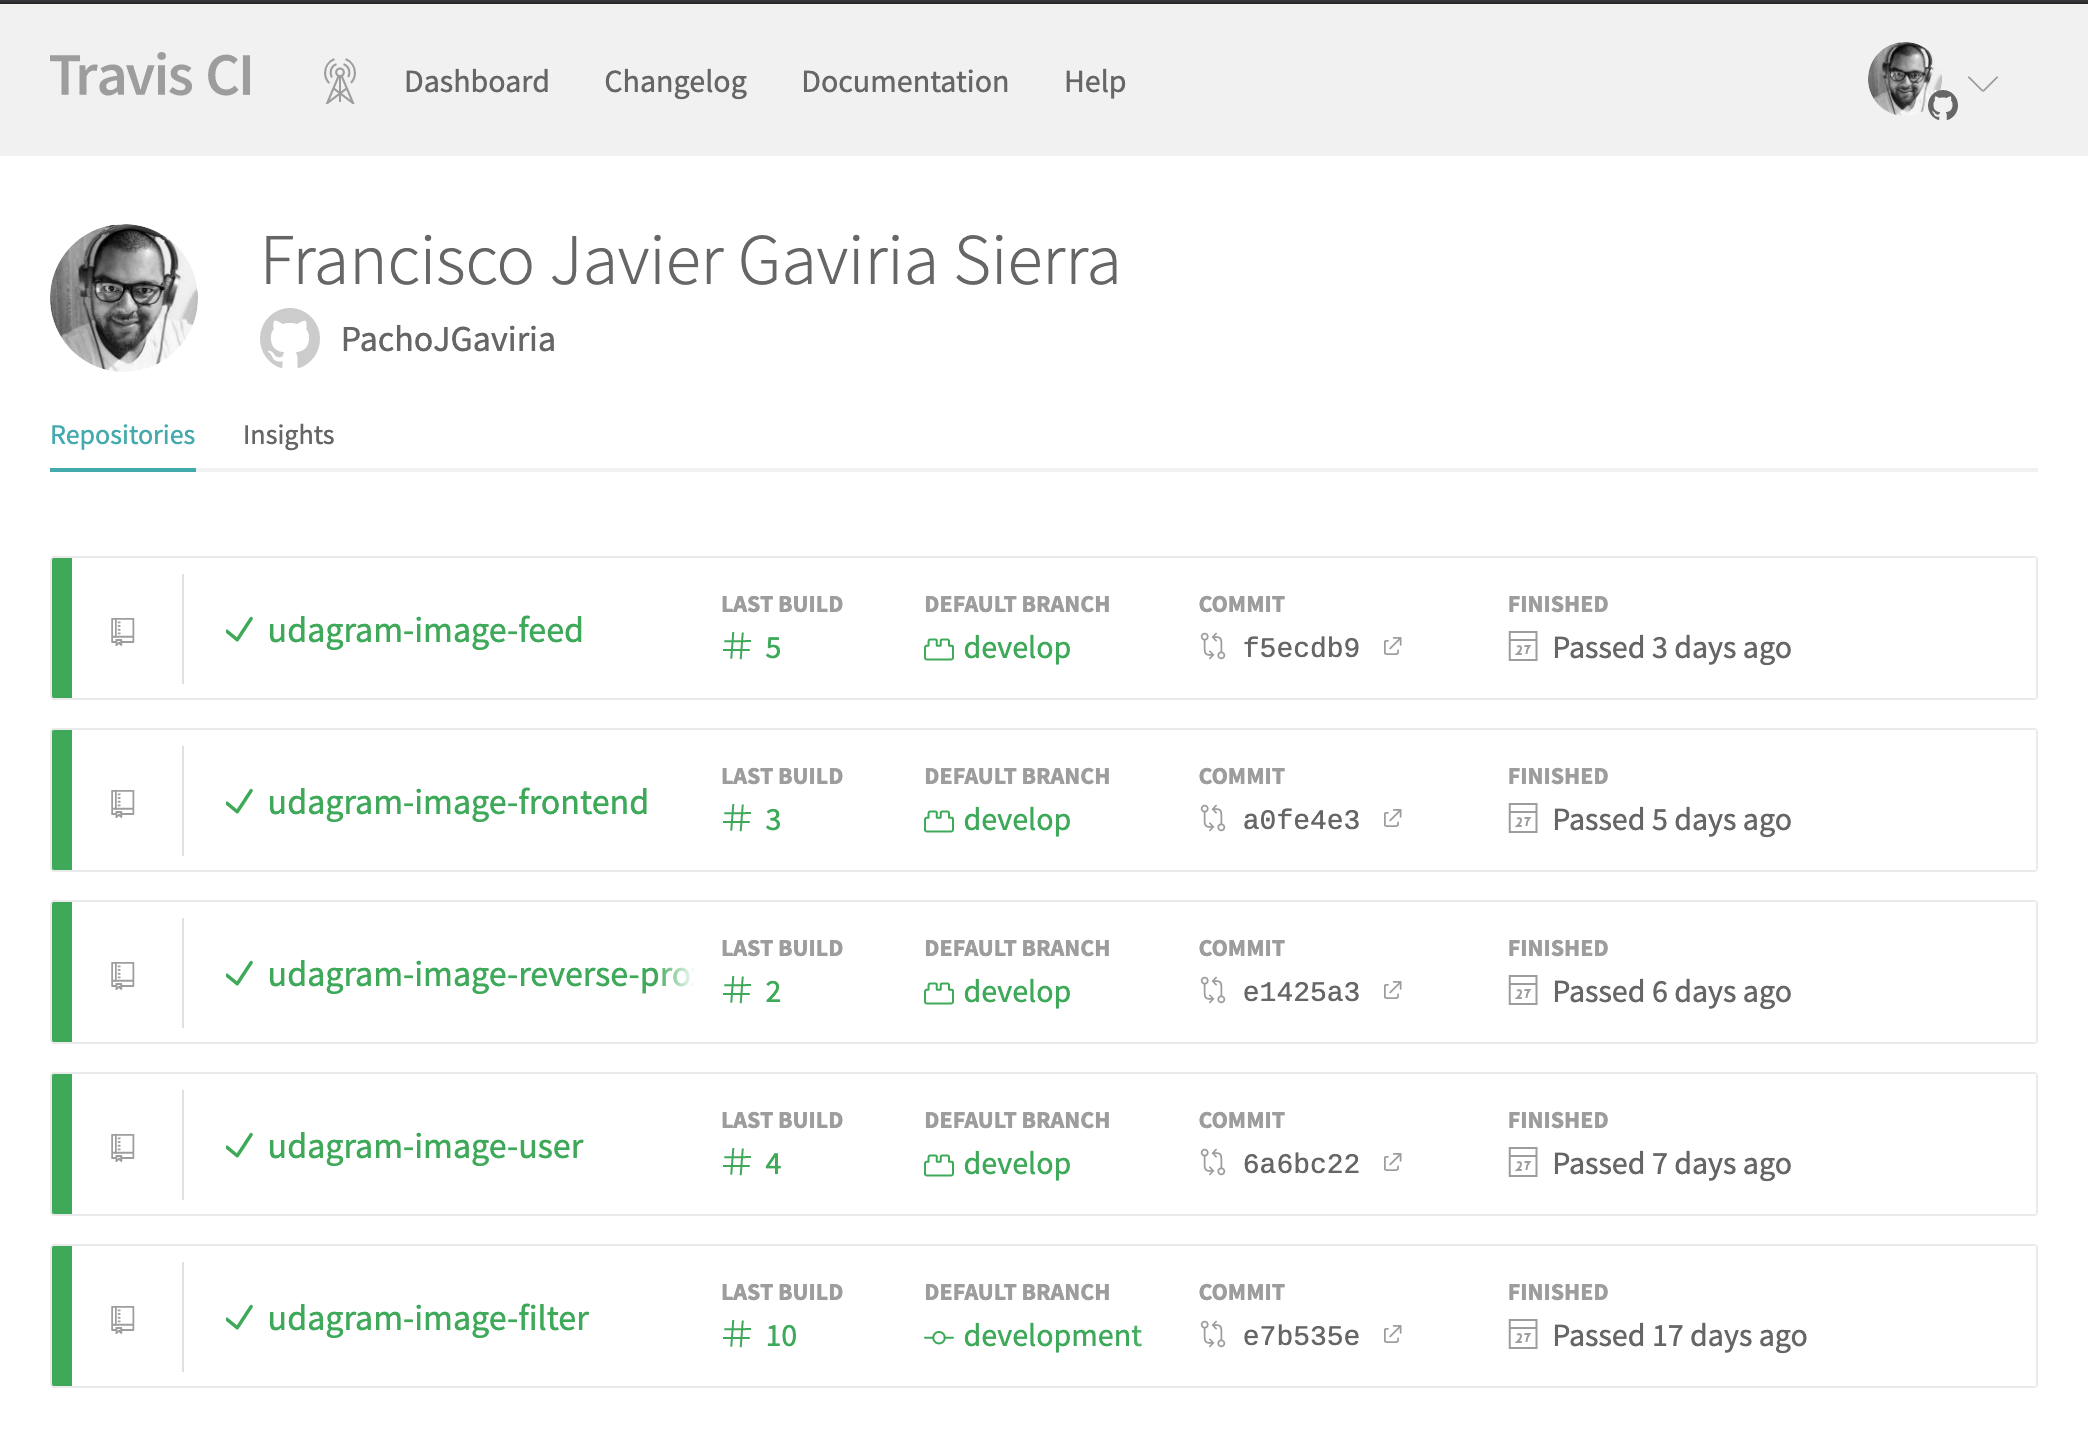 Travis CI Dashboard Changelog Documentation Help
Francisco Javier Gaviria Sierra
PachoJGaviria
Repositories Insights
LAST BUILD DEFAULT BRANCH COMMIT FINISHED
udagram-image-feed
# 5 develop f5ecdb9 27 Passed 3 days ago
LAST BUILD DEFAULT BRANCH COMMIT FINISHED
udagram-image-frontend
# 3 develop a0fe4e3 27 Passed 5 days ago
LAST BUILD DEFAULT BRANCH COMMIT FINISHED
udagram-image-reverse-pro
# 2 develop e1425a3 27 Passed 6 days ago
LAST BUILD DEFAULT BRANCH COMMIT FINISHED
udagram-image-user
# 4 develop 6a6bc22 27 Passed 7 days ago
LAST BUILD DEFAULT BRANCH COMMIT FINISHED
udagram-image-filter
# 10 development e7b535e 27 Passed 17 days ago